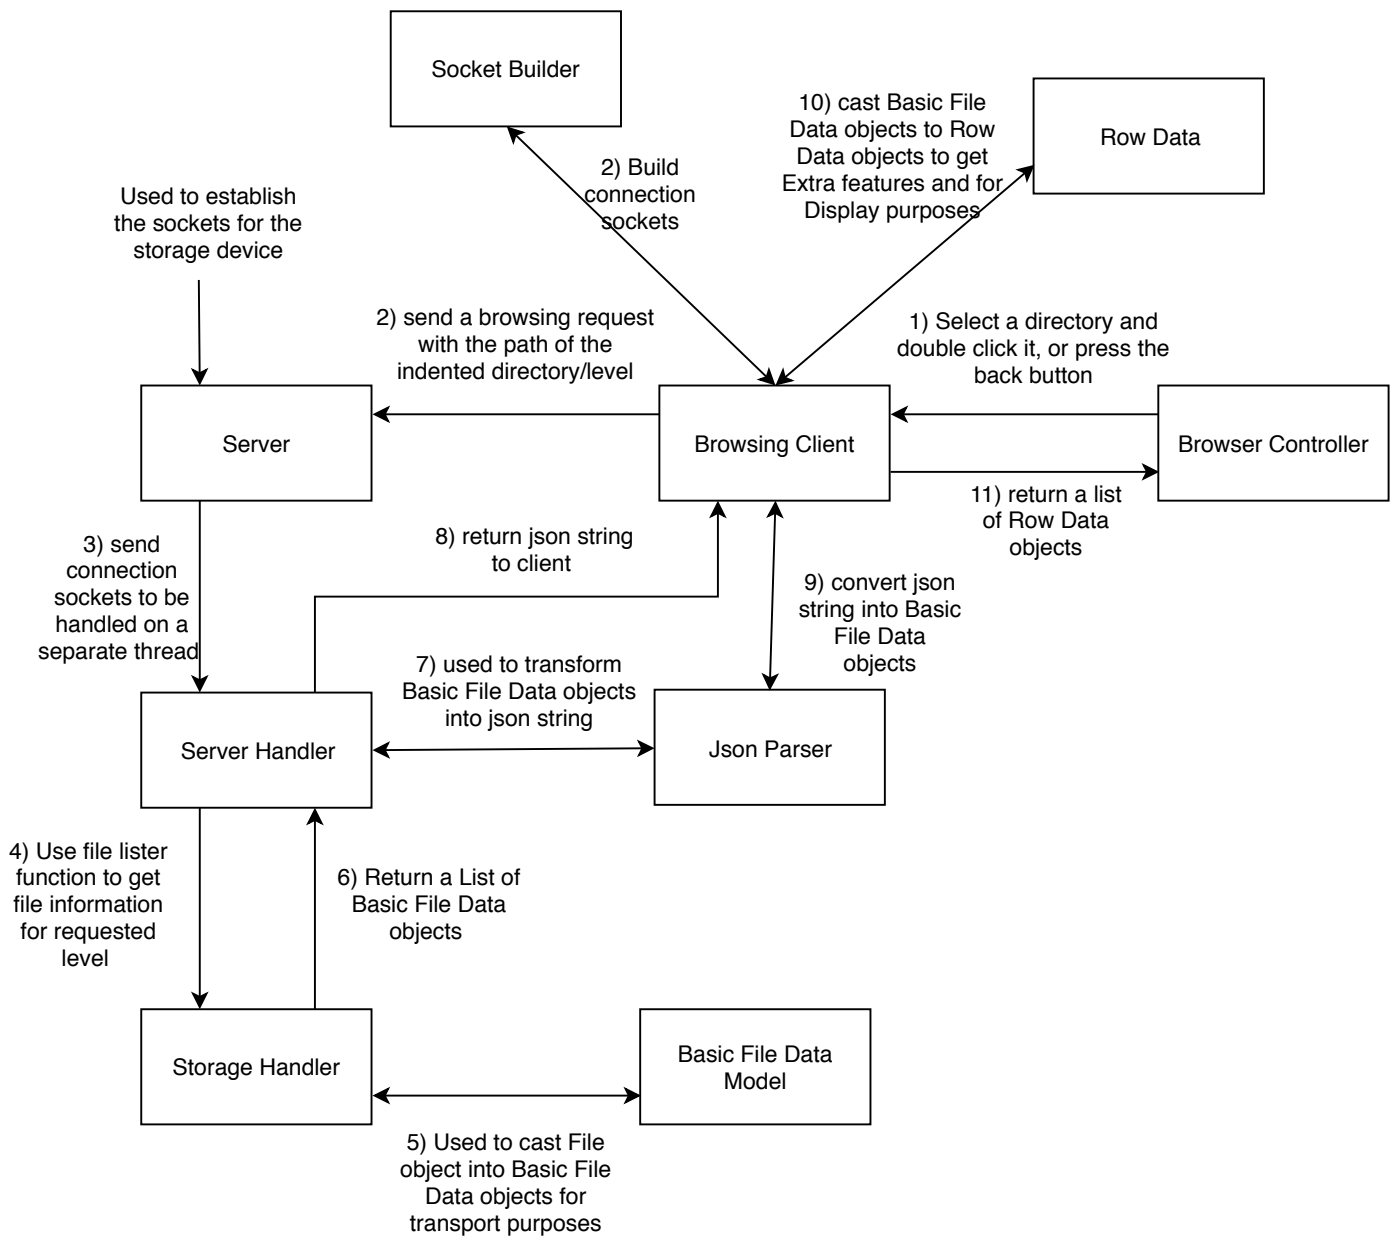 Socket Builder
10) cast Basic File
Data objects to Row
Data objects to get
Extra features and for
Display purposes
Row Data
2) Build
connection
sockets
Used to establish
the sockets for the
storage device
2) send a browsing request
with the path of the
indented directory/level
1) Select a directory and
double click it, or press the
back button
Server
Browsing Client
Browser Controller
11) return a list
of Row Data
objects
8) return json string
to client
3) send
connection
sockets to be
handled on a
separate thread
9) convert json
string into Basic
File Data
objects
7) used to transform
Basic File Data objects
into json string
Server Handler
Json Parser
4) Use file lister
function to get
file information
for requested
level
6) Return a List of
Basic File Data
objects
Storage Handler
Basic File Data
Model
5) Used to cast File
object into Basic File
Data objects for
transport purposes